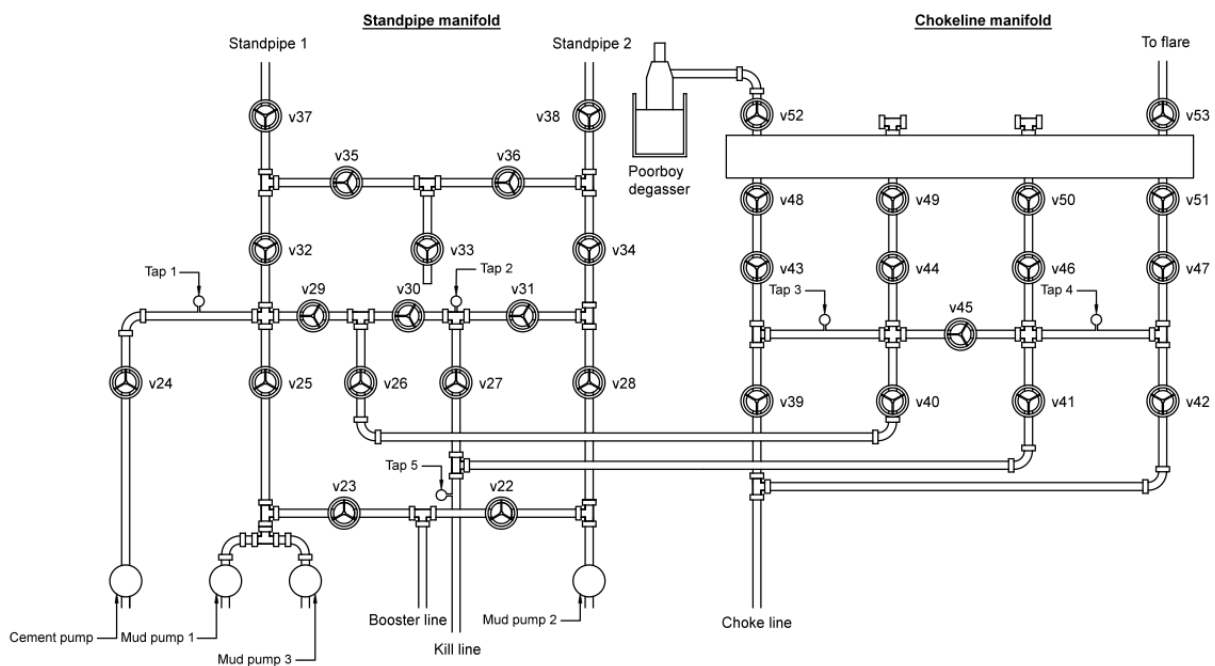 Standpipe manifold
Chokeline manifold
Standpipe 1
Standpipe 2
To flare
v37
v38
v52
v53
v35
v36
Poorboy
degasser
v48
v49
v50
v51
v32
v33
v34
v43
v44
v46
v47
Tap 1
Tap 2
v29
v30
v31
Tap 3
v45
Tap 4
v24
v25
v26
v27
v28
v39
v40
v41
v42
Tap 5
v23
v22
Cement pump
Mud pump 1
Mud pump 3
Booster line
Kill line
Mud pump 2
Choke line